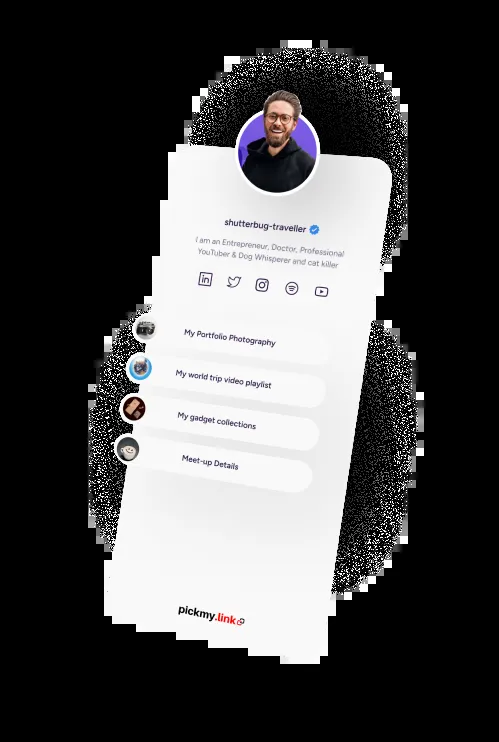 shutterbug-traveller
I am an Entrepreneur, Doctor, Professional
YouTuber & Dog Whisperer and cat killer
My Portfolio Photography
My world trip video playlist
My gadget collections
Meet-up Details
pickmy.link